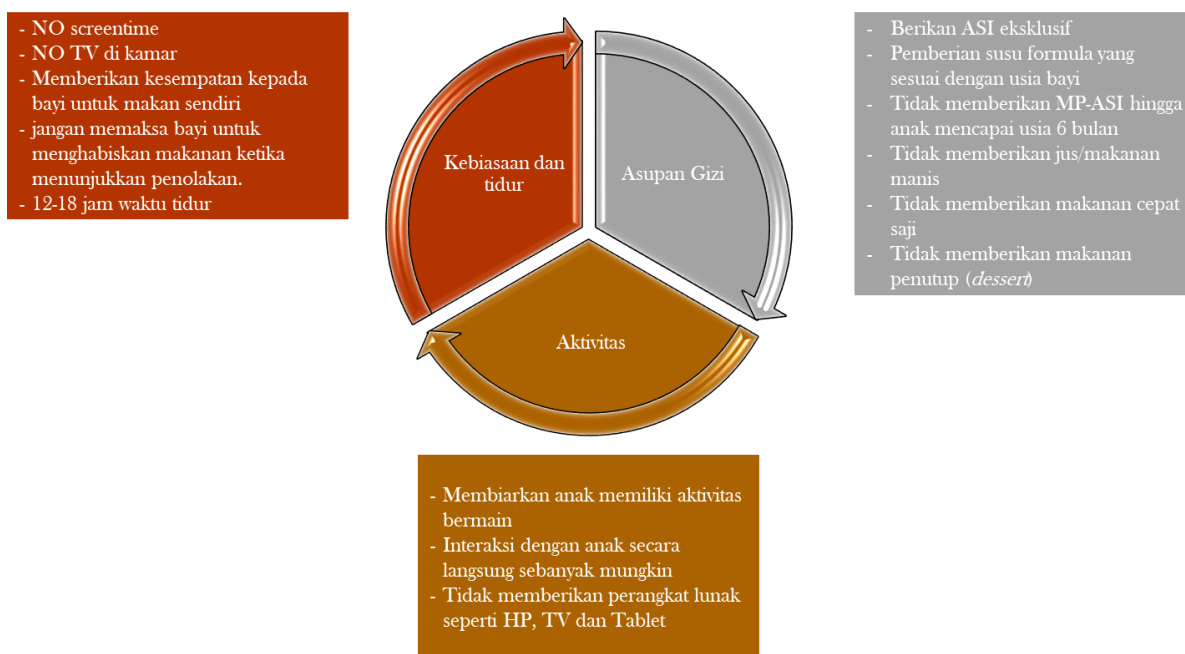 - NO screentime
- NO TV di kamar
- Memberikan kesempatan kepada
bayi untuk makan sendiri
- jangan memaksa bayi untuk
menghabiskan makanan ketika
menunjukkan penolakan.
- 12-18 jam waktu tidur
Kebiasaan dan
tidur
Asupan Gizi
- Berikan ASI eksklusif
- Pemberian susu formula yang
sesuai dengan usia bayi
- Tidak memberikan MP-ASI hingga
anak mencapai usia 6 bulan
- Tidak memberikan jus/makanan
manis
- Tidak memberikan makanan cepat
saji
- Tidak memberikan makanan
penutup (dessert)
Aktivitas
- Membiarkan anak memiliki aktivitas
bermain
- Interaksi dengan anak secara
langsung sebanyak mungkin
- Tidak memberikan perangkat lunak
seperti HP, TV dan Tablet